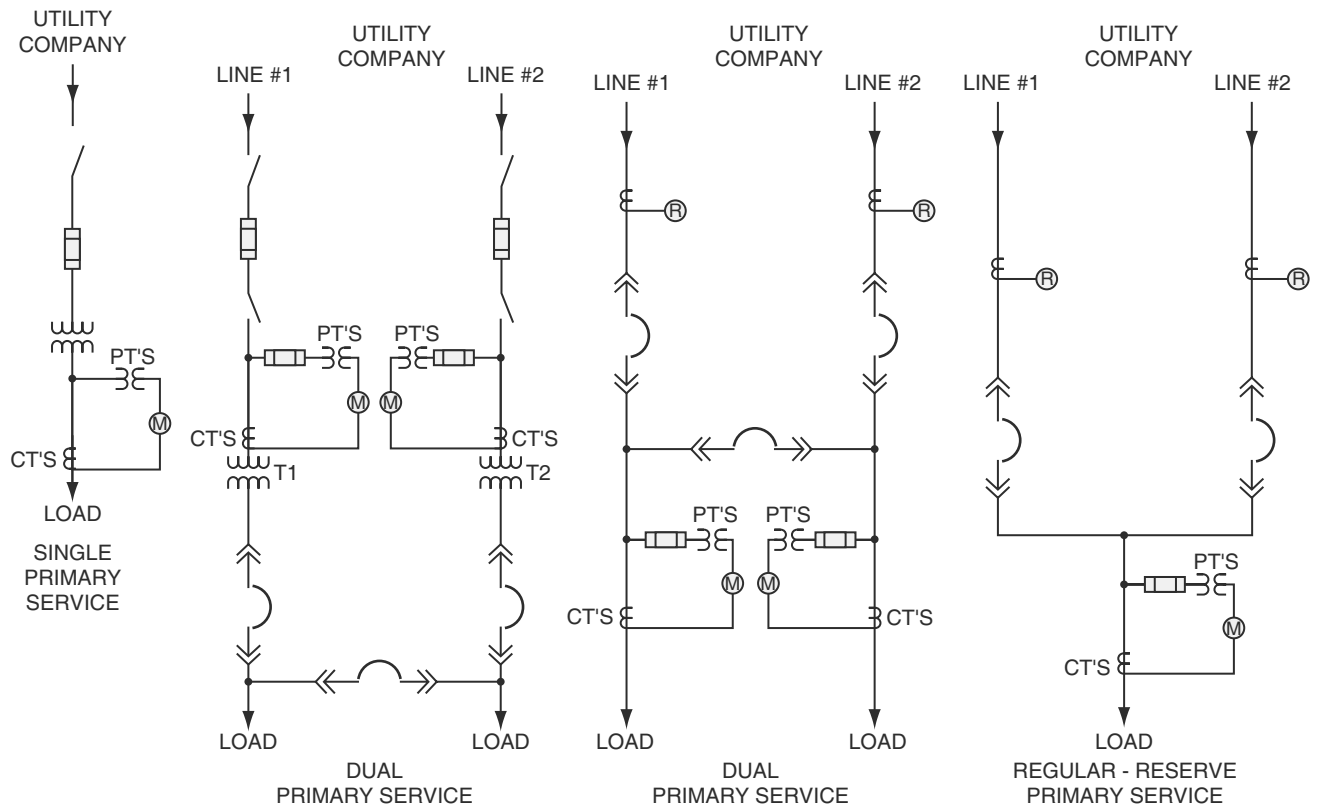 UTILITY
COMPANY
PT'S
M
CT'S
LOAD
SINGLE
PRIMARY
SERVICE
UTILITY
COMPANY
LINE #1
LINE #2
PT'S
PT'S
M
M
CT'S
CT'S
T1
T2
LOAD
LOAD
DUAL
PRIMARY SERVICE
UTILITY
COMPANY
LINE #1
LINE #2
R
R
PT'S
PT'S
M
M
CT'S
CT'S
LOAD
LOAD
DUAL
PRIMARY SERVICE
UTILITY
COMPANY
LINE #1
LINE #2
R
R
PT'S
M
CT'S
LOAD
REGULAR - RESERVE
PRIMARY SERVICE